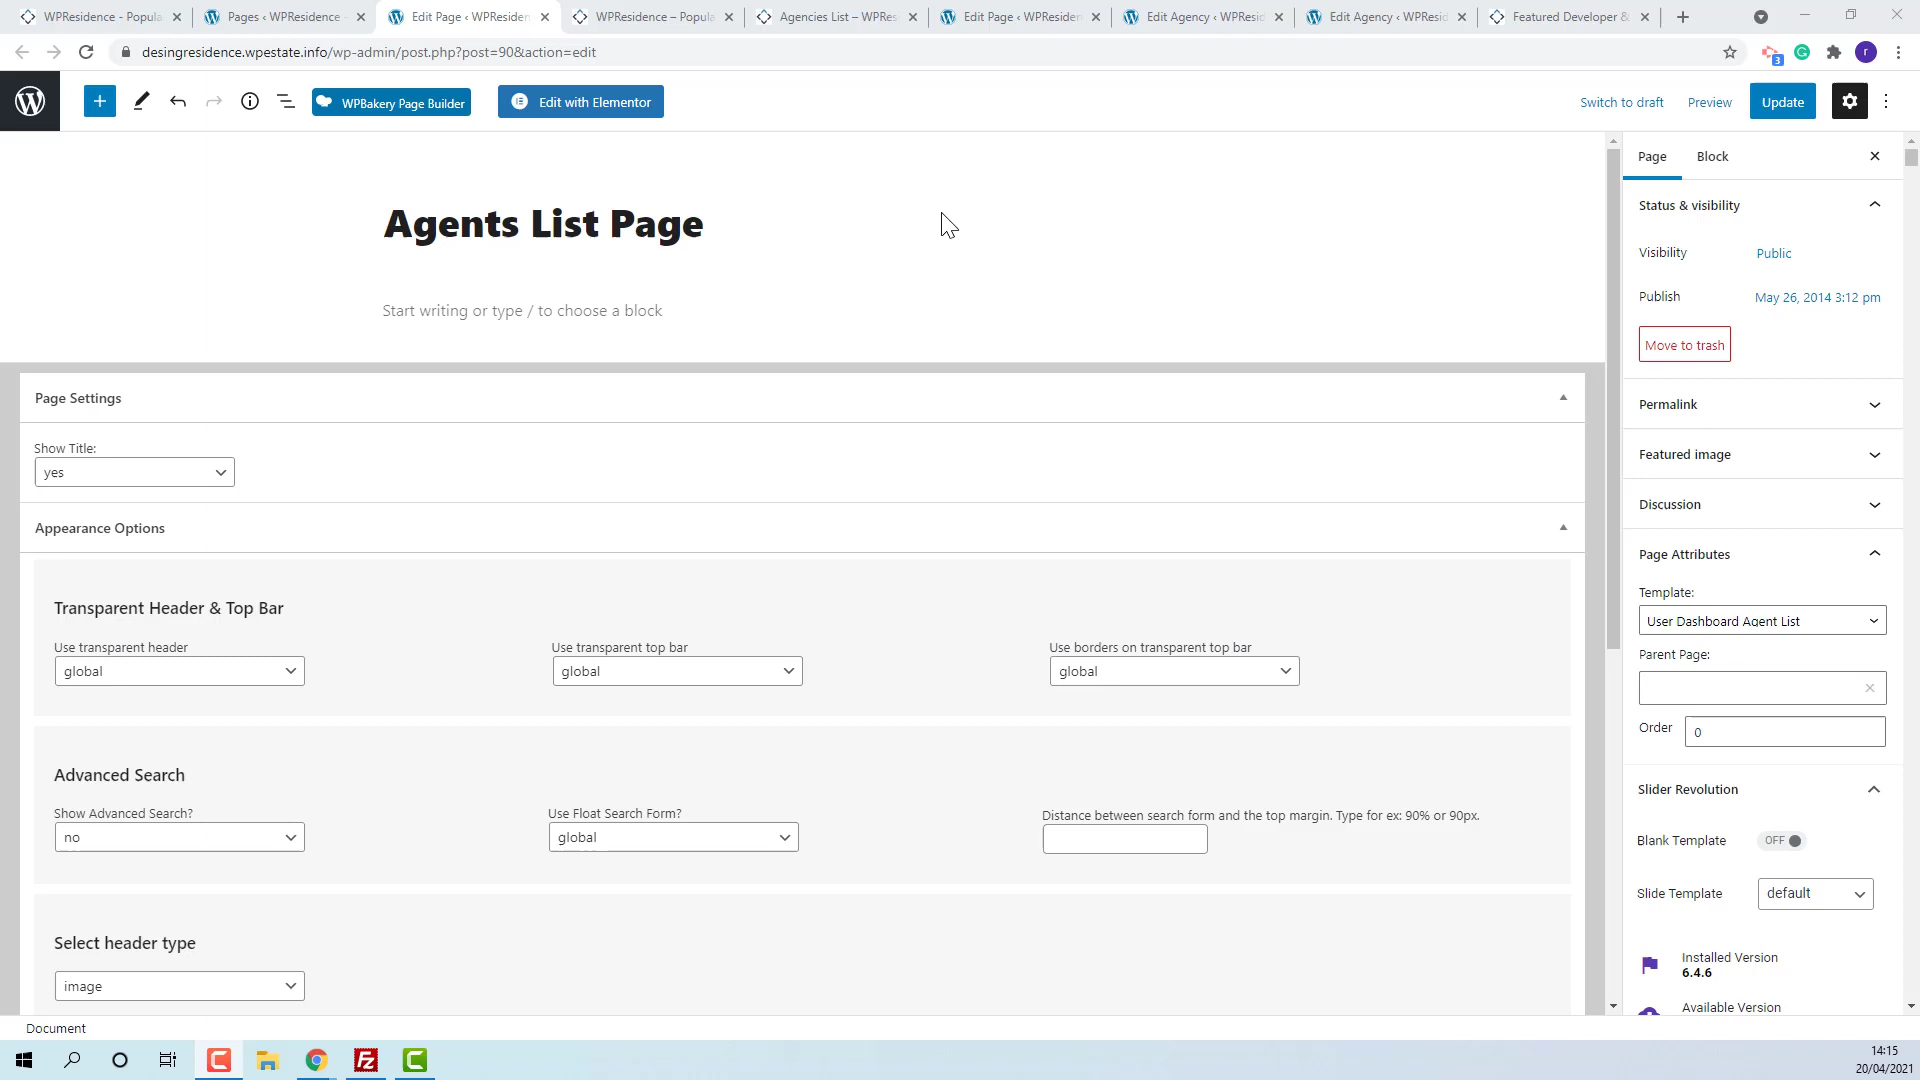 WPResidence - Popula
Pages ‹ WPResidence -
Edit Page ‹ WPResiden
WPResidence – Popula
Agencies List – WPRes
Edit Page ‹ WPResiden
Edit Agency ‹ WPResid
Edit Agency ‹ WPResid
Featured Developer &
desingresidence.wpestate.info/wp-admin/post.php?post=90&action=edit
3
r
WPBakery Page Builder
Edit with Elementor
Switch to draft
Preview
Update
Page
Block
Agents List Page
Start writing or type / to choose a block
Status & visibility
Visibility
Public
Publish
May 26, 2014 3:12 pm
Move to trash
Permalink
Featured image
Discussion
Page Attributes
Template:
User Dashboard Agent List
Parent Page:
Order
0
Slider Revolution
Blank Template
OFF
Slide Template
default
Installed Version
6.4.6
Available Version
Page Settings
Show Title:
yes
Appearance Options
Transparent Header & Top Bar
Use transparent header
global
Use transparent top bar
global
Use borders on transparent top bar
global
Advanced Search
Show Advanced Search?
no
Use Float Search Form?
global
Distance between search form and the top margin. Type for ex: 90% or 90px.
Select header type
image
Document
14:15
20/04/2021